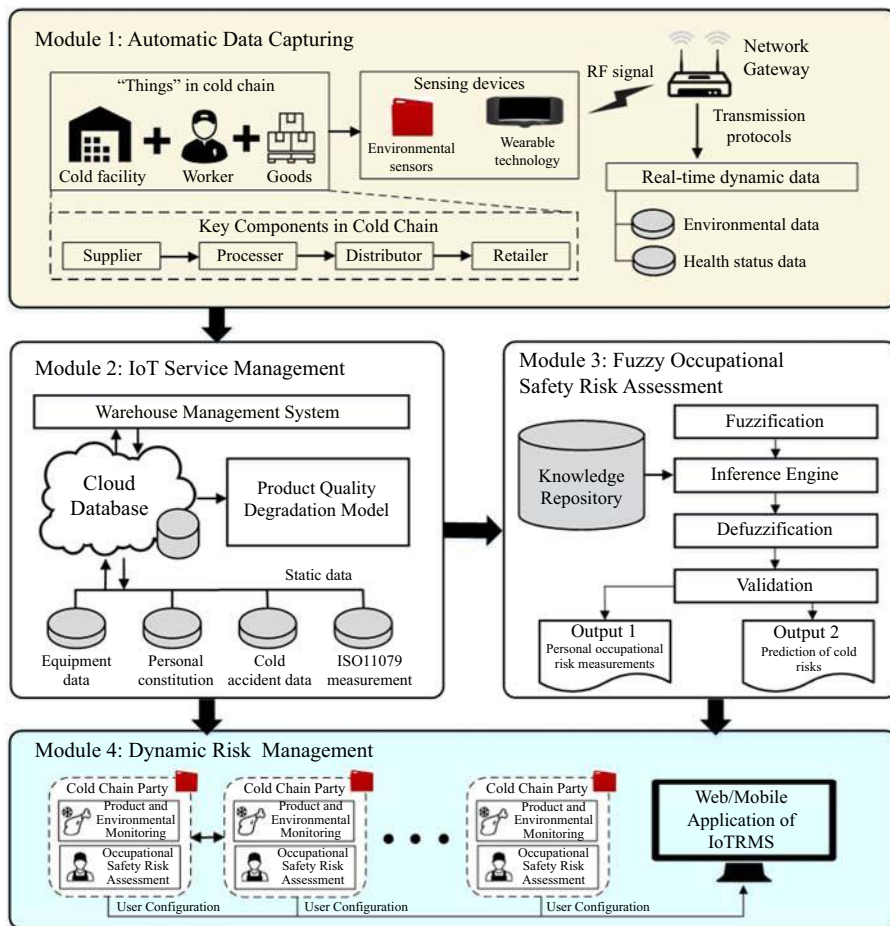 Module 1: Automatic Data Capturing
“Things” in cold chain
Cold facility
Worker
Goods
Sensing devices
Environmental
sensors
Wearable
technology
RF signal
Network
Gateway
Transmission
protocols
Real-time dynamic data
Environmental data
Health status data
Key Components in Cold Chain
Supplier
Processer
Distributor
Retailer
Module 2: IoT Service Management
Warehouse Management System
Cloud
Database
Product Quality
Degradation Model
Static data
Equipment
data
Personal
constitution
Cold
accident data
ISO11079
measurement
Module 3: Fuzzy Occupational
Safety Risk Assessment
Knowledge
Repository
Fuzzification
Inference Engine
Defuzzification
Validation
Output 1
Personal occupational
risk measurements
Output 2
Prediction of cold
risks
Module 4: Dynamic Risk Management
Cold Chain Party
Product and
Environmental
Monitoring
Occupational
Safety Risk
Assessment
Cold Chain Party
Product and
Environmental
Monitoring
Occupational
Safety Risk
Assessment
Cold Chain Party
Product and
Environmental
Monitoring
Occupational
Safety Risk
Assessment
Web/Mobile
Application of
IoTRMS
User Configuration
User Configuration
User Configuration